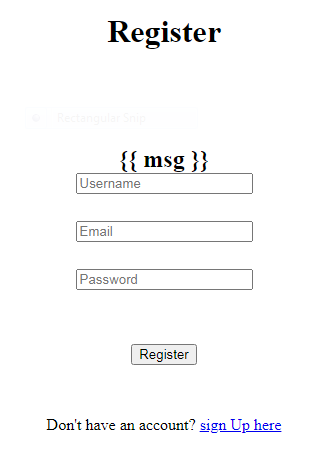 Register
Rectangular Snip
{{ msg }}
Username
Email
Password
Register
Don't have an account? sign Up here